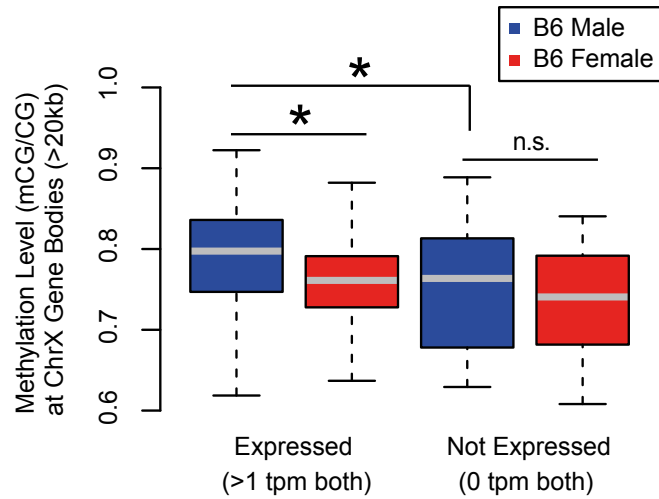 B6 Male
B6 Female
Methylation Level (mCG/CG)
at ChrX Gene Bodies (>20kb)
1.0
0.9
0.8
0.7
0.6
*
*
n.s.
Expressed
(>1 tpm both)
Not Expressed
(0 tpm both)